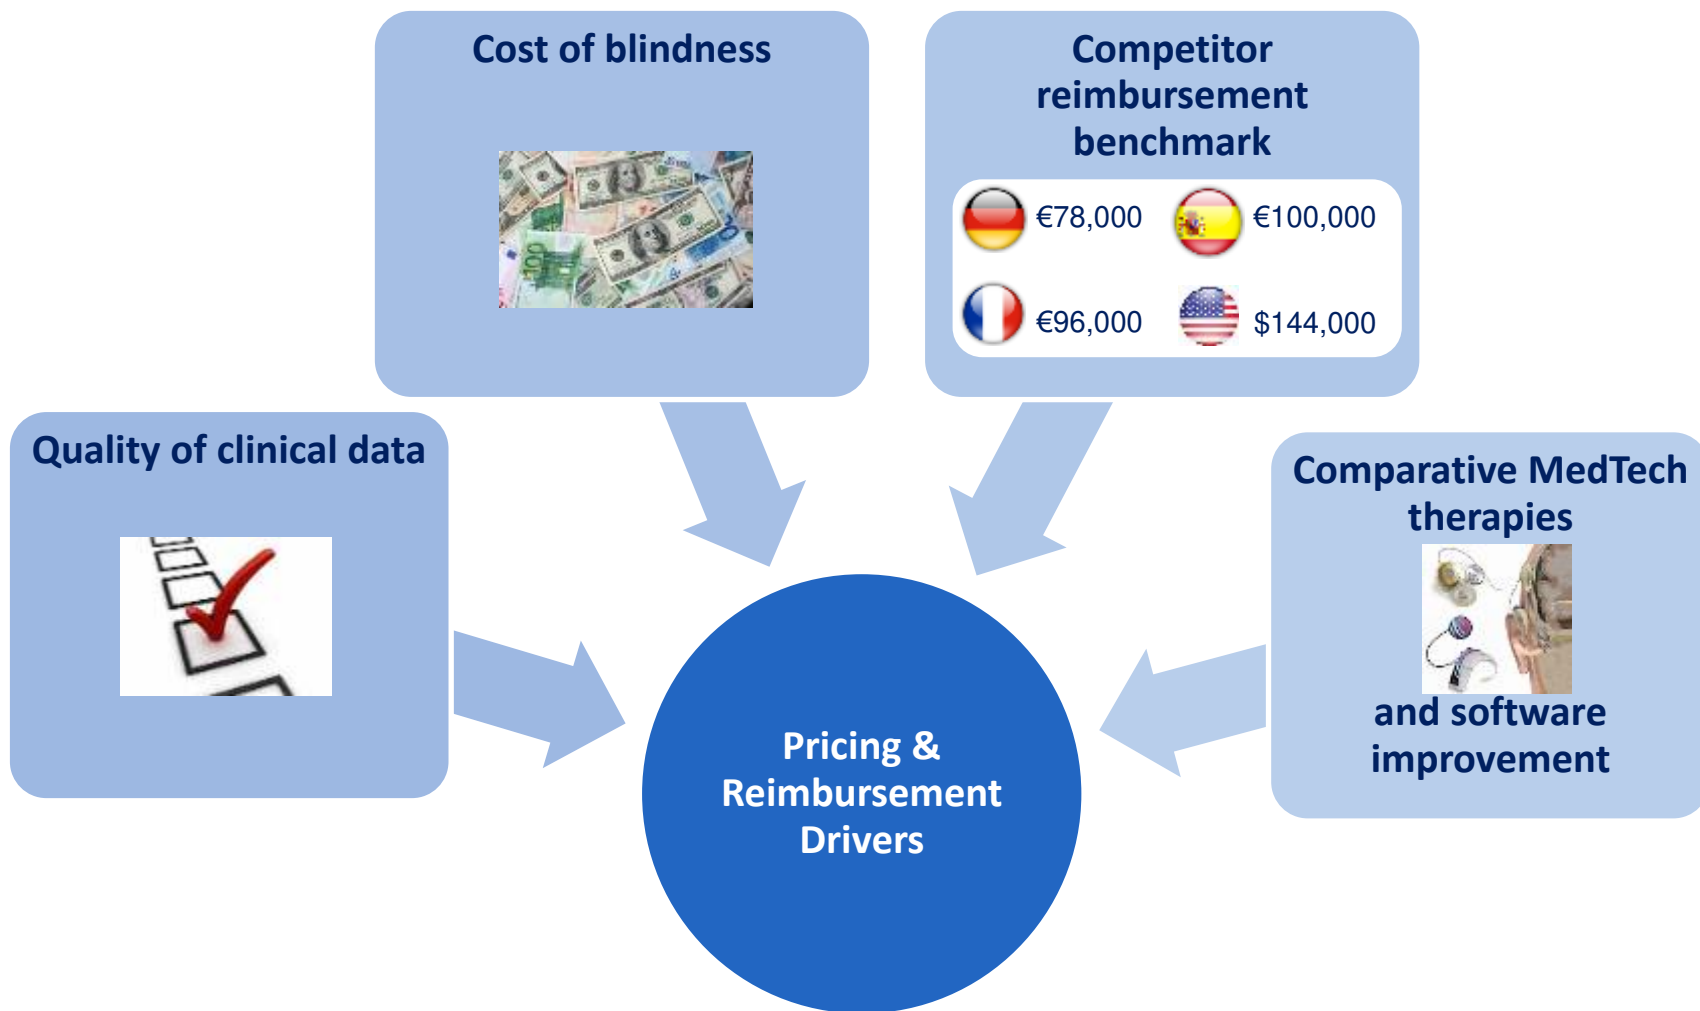 Cost of blindness
Competitor
reimbursement
benchmark
€78,000
€100,000
€96,000
$144,000
Quality of clinical data
Comparative MedTech
therapies
and software
improvement
Pricing &
Reimbursement
Drivers
100